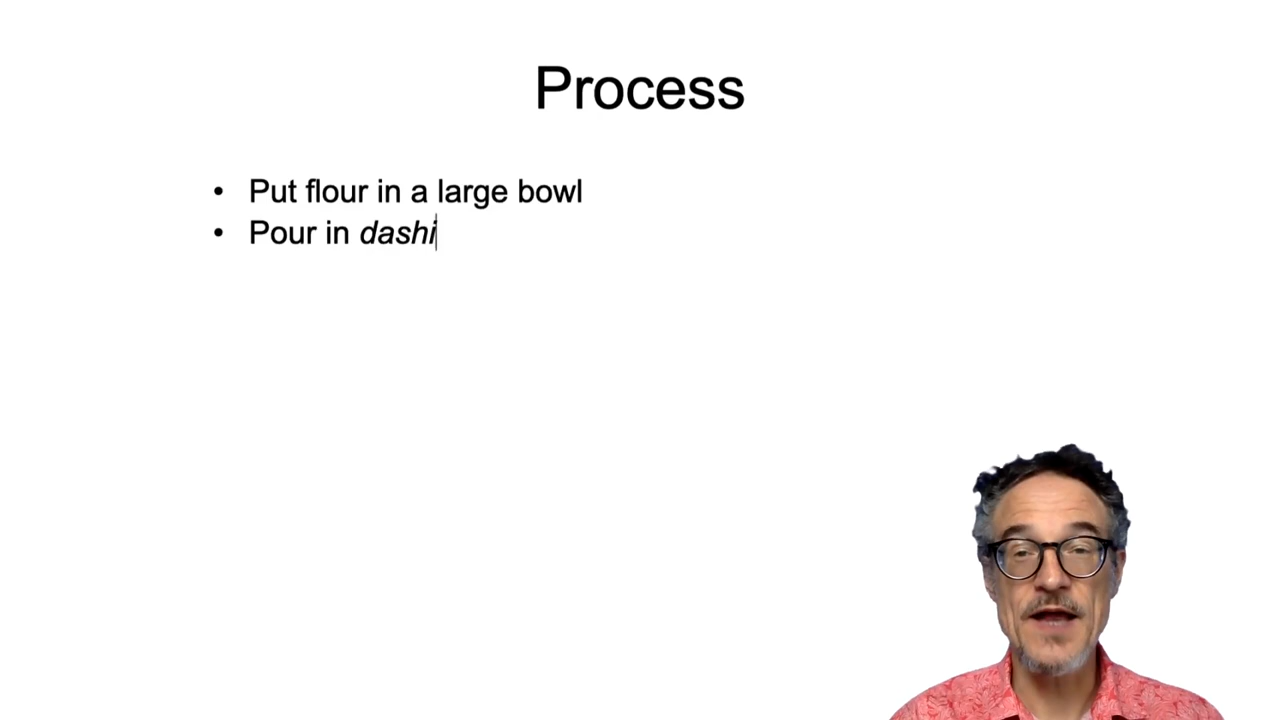 Process
• Put flour in a large bowl
• Pour in dashi